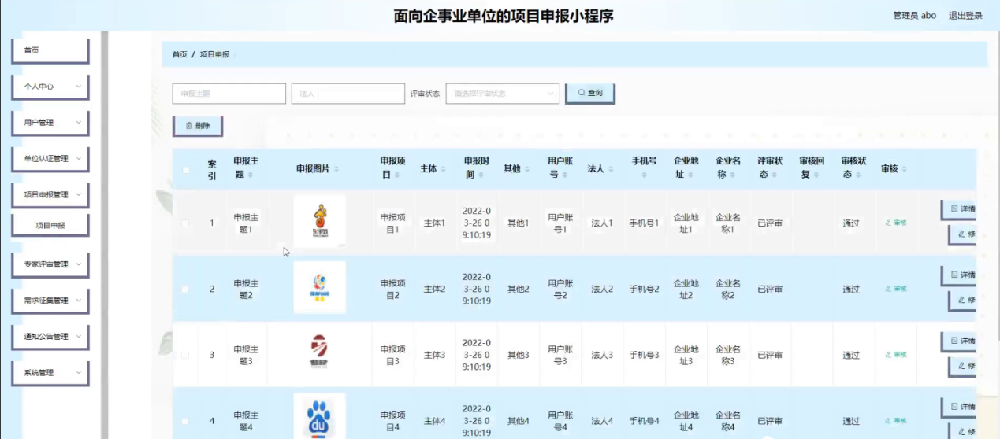 面向企事业单位的项目申报小程序
管理员 abo 退出登录
首页
个人中心
用户管理
单位认证管理
项目申报管理
项目申报
专家评审管理
需求征集管理
通知公告管理
系统管理
首页 / 项目申报
申报主题 法人 评审状态 请选择评审状态 查询
删除
索引 申报主题 申报图片 申报项目 主体 申报时间 其他 用户账号 法人 手机号 企业地址 企业名称 评审状态 审核回复 审核状态 审核
1 申报主题1 申报项目1 主体1 2022-03-26 09:10:19 其他1 用户账号1 法人1 手机号1 企业地址1 企业名称1 已评审 通过 审核 详情
修
2 申报主题2 申报项目2 主体2 2022-03-26 09:10:19 其他2 用户账号2 法人2 手机号2 企业地址2 企业名称2 已评审 通过 审核 详情
修
3 申报主题3 申报项目3 主体3 2022-03-26 09:10:19 其他3 用户账号3 法人3 手机号3 企业地址3 企业名称3 已评审 通过 审核 详情
修
4 申报主题4 du 申报项目4 主体4 2022-03-26 09:10:19 其他4 用户账号4 法人4 手机号4 企业地址4 企业名称4 已评审 通过 审核 详情
修